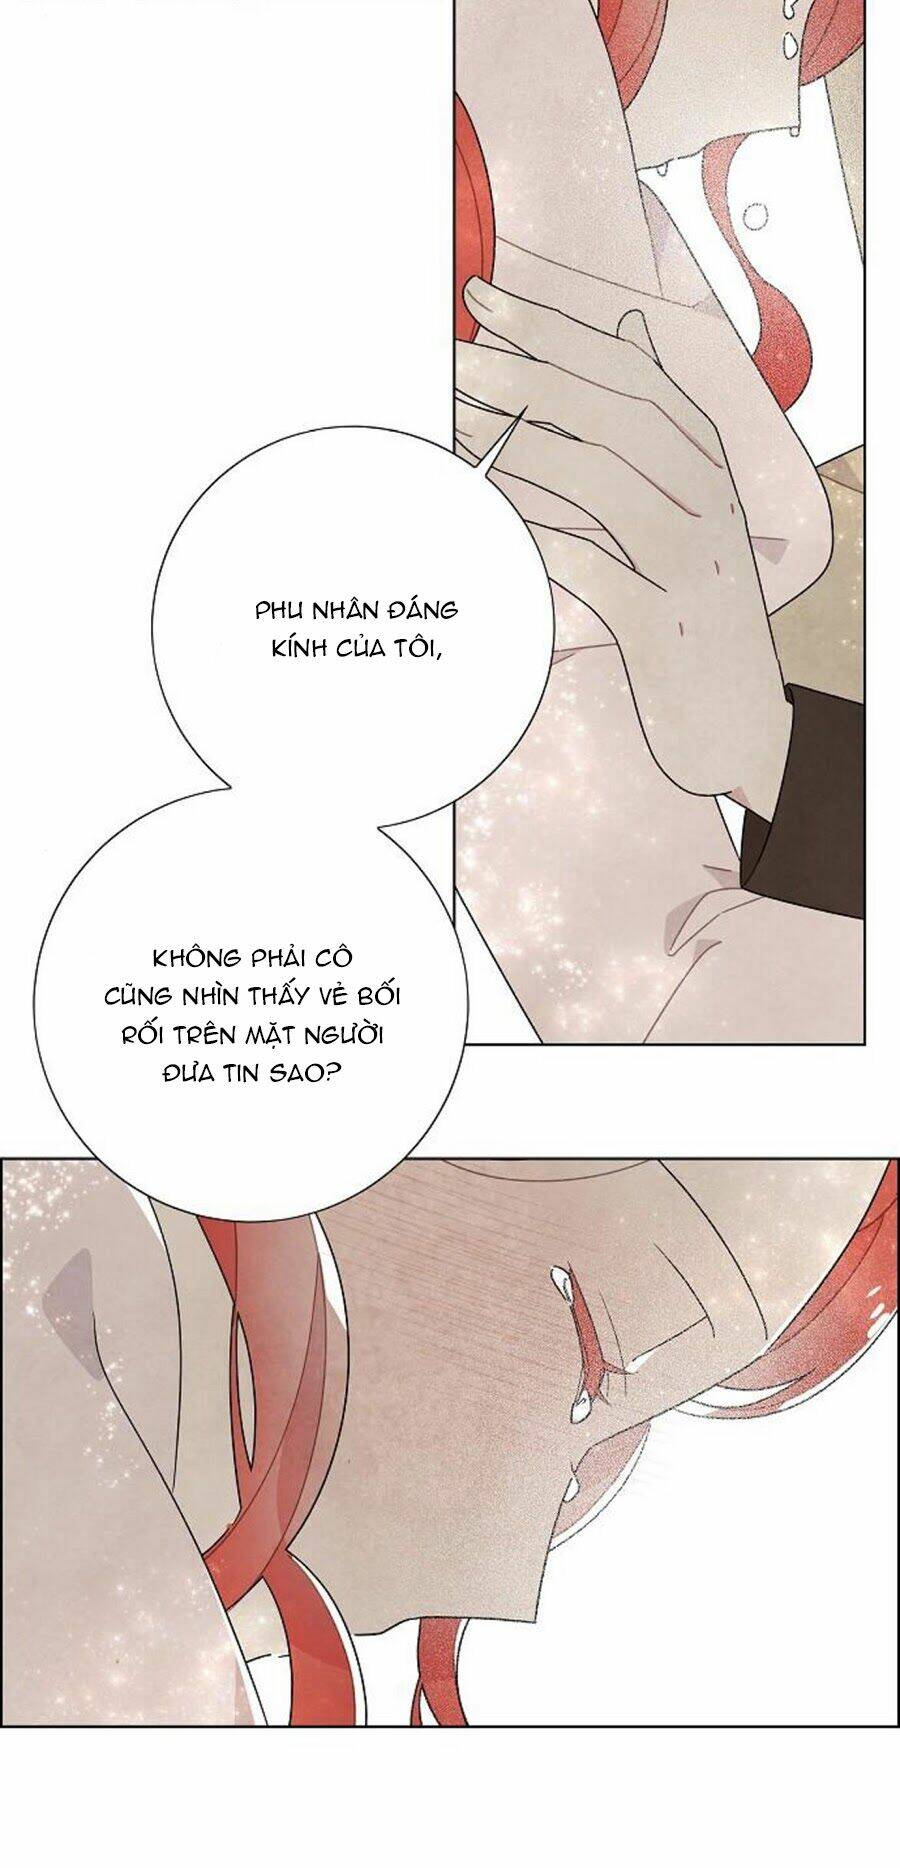 PHU NHÂN ĐÁNG
KÍNH CỦA TÔI,
KHÔNG PHẢI CÔ
CŨNG NHÌN THẤY VẺ BỐI
RỐI TRÊN MẶT NGƯỜI
ĐƯA TIN SAO?